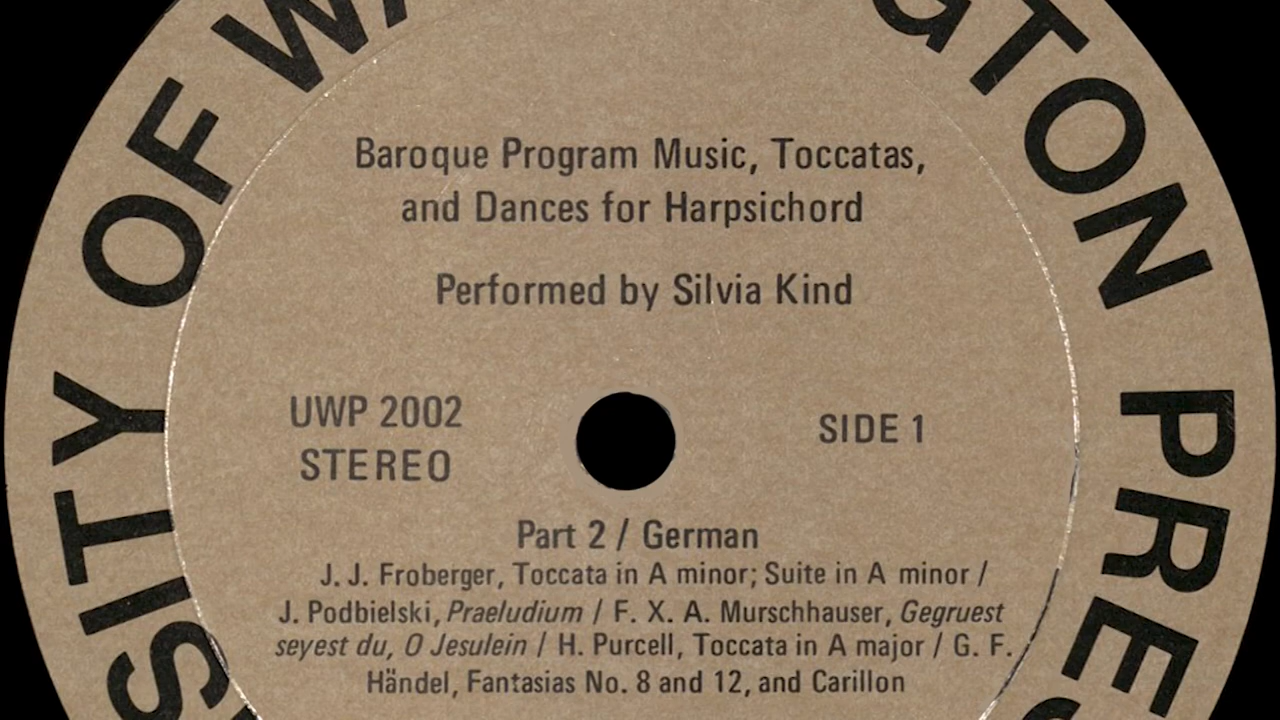 SITY OF WA
GTON PRES
Baroque Program Music, Toccatas,
and Dances for Harpsichord
Performed by Silvia Kind
UWP 2002
STEREO
SIDE 1
Part 2 / German
J. J. Froberger, Toccata in A minor; Suite in A minor /
J. Podbielski, Praeludium / F. X. A. Murschhauser, Gegruest
seyest du, O Jesulein / H. Purcell, Toccata in A major / G. F.
Händel, Fantasias No. 8 and 12, and Carillon